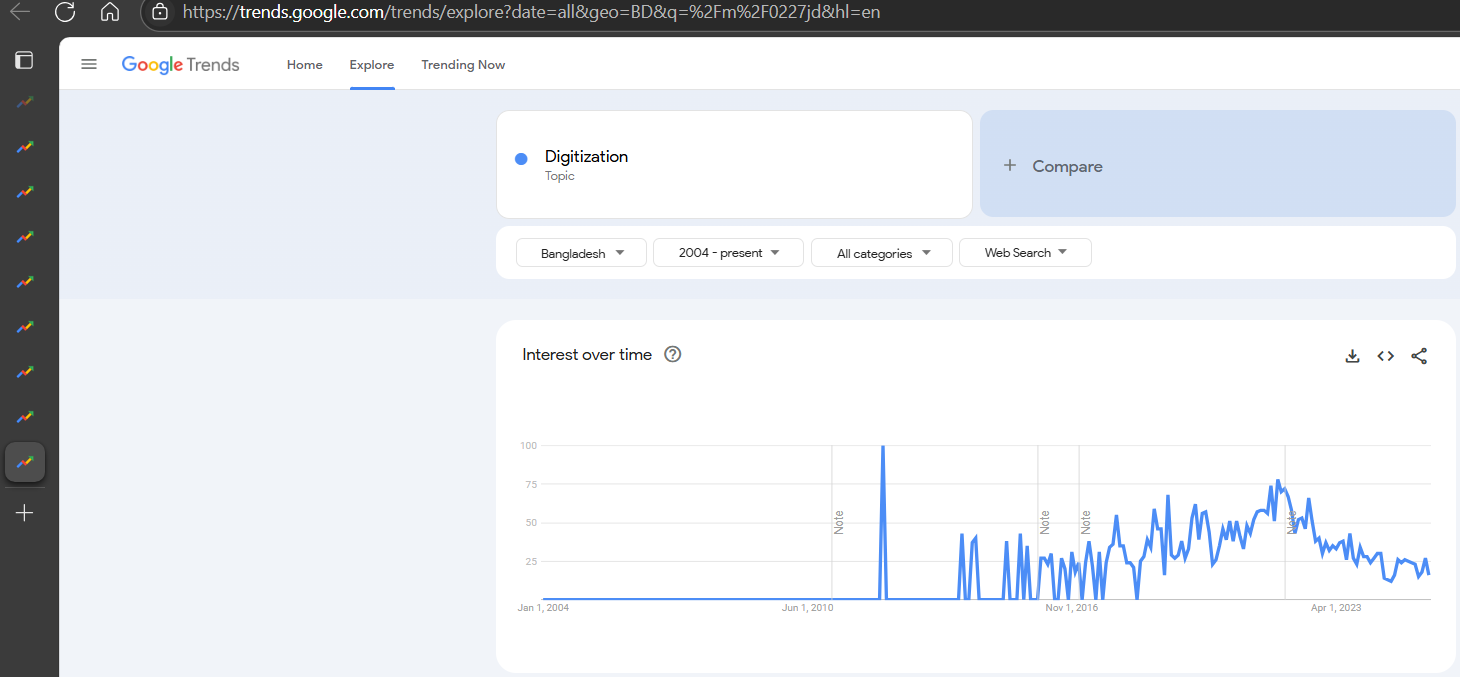 https://trends.google.com/trends/explore?date=all&geo=BD&q=%2Fm%2F0227jd&hl=en
Google Trends Home Explore Trending Now
Digitization
Topic
+ Compare
Bangladesh 2004 - present All categories Web Search
Interest over time
100
75
50
25
Note Note Note Note
Jan 1, 2004 Jun 1, 2010 Nov 1, 2016 Apr 1, 2023